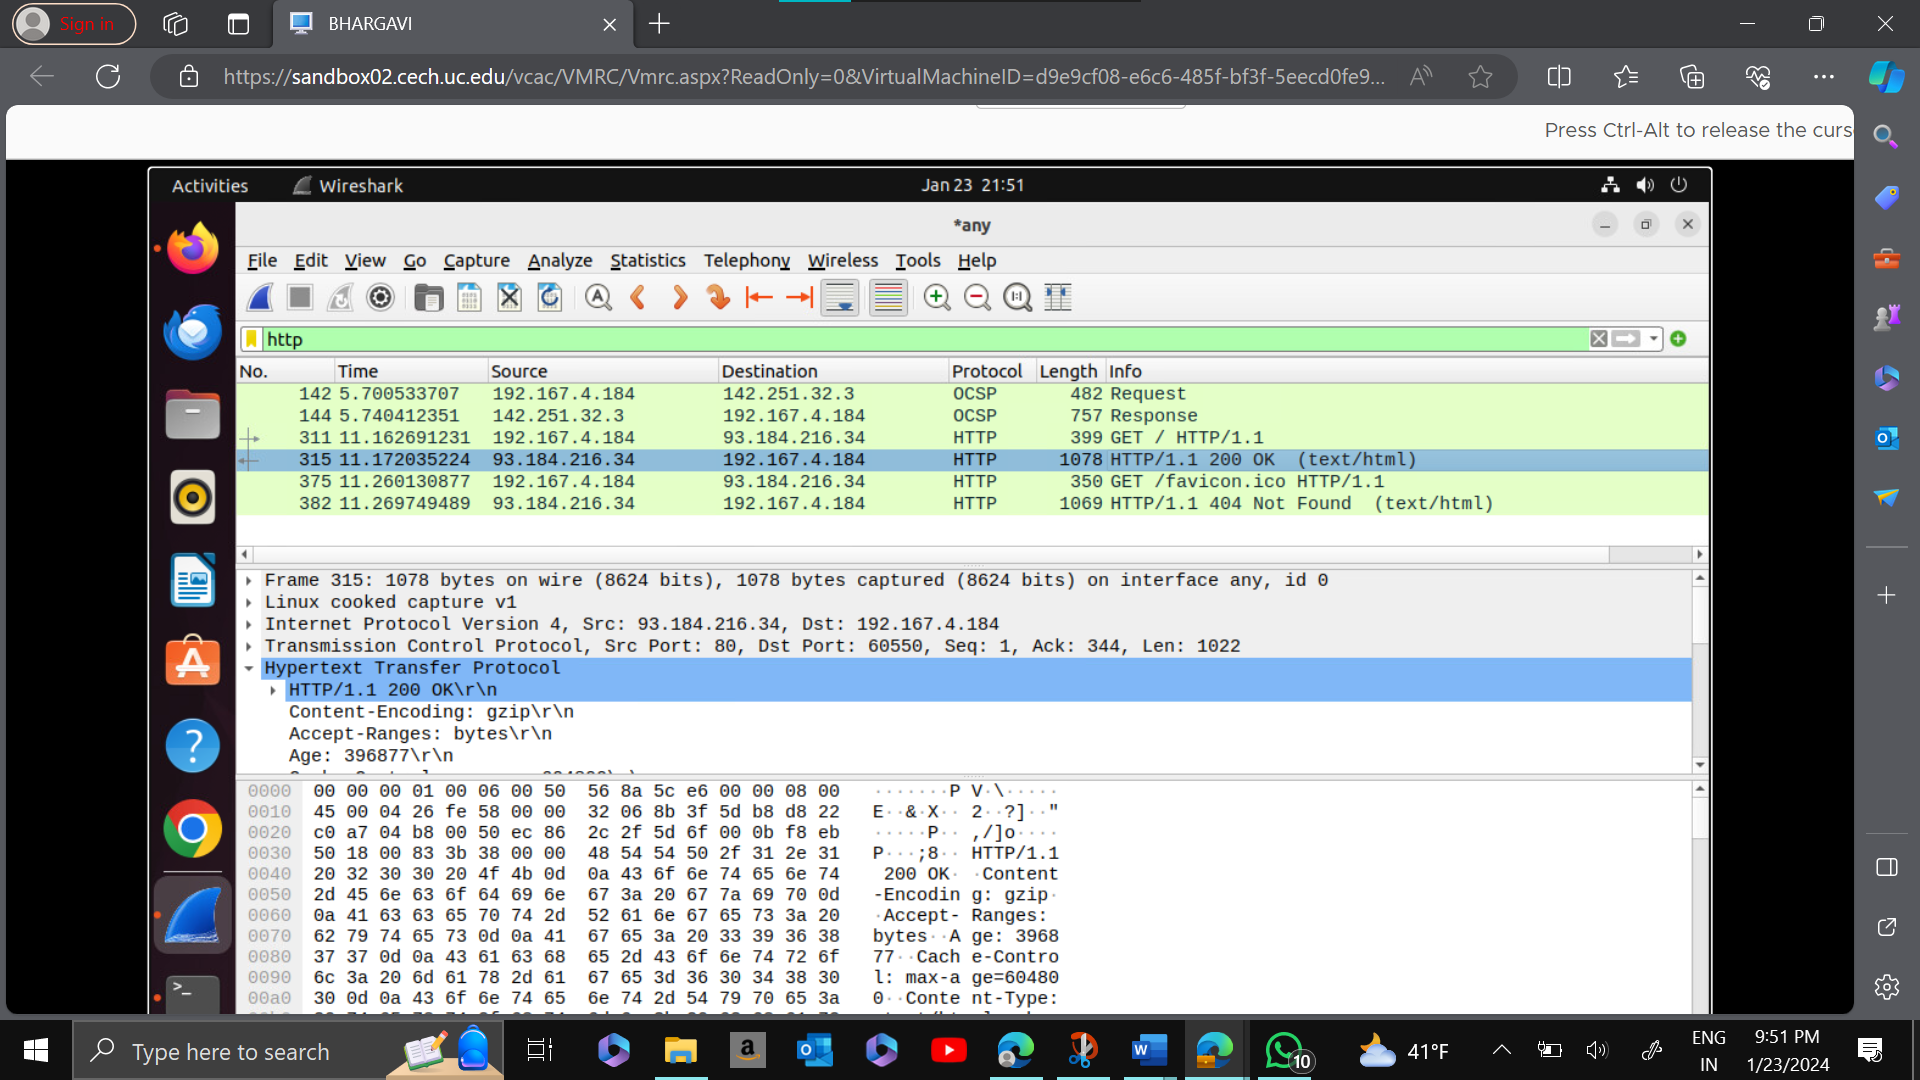 Sign in
BHARGAVI
https://sandbox02.cech.uc.edu/vcac/VMRC/Vmrc.aspx?ReadOnly=0&VirtualMachineID=d9e9cf08-e6c6-485f-bf3f-5eecd0fe9...
Press Ctrl-Alt to release the curs
Activities Wireshark Jan 23 21:51
*any
File Edit View Go Capture Analyze Statistics Telephony Wireless Tools Help
http
No. Time Source Destination Protocol Length Info
142 5.700533707 192.167.4.184 142.251.32.3 OCSP 482 Request
144 5.740412351 142.251.32.3 192.167.4.184 OCSP 757 Response
311 11.162691231 192.167.4.184 93.184.216.34 HTTP 399 GET / HTTP/1.1
315 11.172035224 93.184.216.34 192.167.4.184 HTTP 1078 HTTP/1.1 200 OK (text/html)
375 11.260130877 192.167.4.184 93.184.216.34 HTTP 350 GET /favicon.ico HTTP/1.1
382 11.269749489 93.184.216.34 192.167.4.184 HTTP 1069 HTTP/1.1 404 Not Found (text/html)
Frame 315: 1078 bytes on wire (8624 bits), 1078 bytes captured (8624 bits) on interface any, id 0
Linux cooked capture v1
Internet Protocol Version 4, Src: 93.184.216.34, Dst: 192.167.4.184
Transmission Control Protocol, Src Port: 80, Dst Port: 60550, Seq: 1, Ack: 344, Len: 1022
Hypertext Transfer Protocol
HTTP/1.1 200 OK\r\n
Content-Encoding: gzip\r\n
Accept-Ranges: bytes\r\n
Age: 396877\r\n
0000 00 00 00 01 00 06 00 50 56 8a 5c e6 00 00 08 00 ·······P V·\·····
0010 45 00 04 26 fe 58 00 00 32 06 8b 3f 5d b8 d8 22 E··&·X·· 2··?]··"
0020 c0 a7 04 b8 00 50 ec 86 2c 2f 5d 6f 00 0b f8 eb ·····P·· ,/]o····
0030 50 18 00 83 3b 38 00 00 48 54 54 50 2f 31 2e 31 P···;8·· HTTP/1.1
0040 20 32 30 30 20 4f 4b 0d 0a 43 6f 6e 74 65 6e 74 200 OK· ·Content
0050 2d 45 6e 63 6f 64 69 6e 67 3a 20 67 7a 69 70 0d -Encodin g: gzip·
0060 0a 41 63 63 65 70 74 2d 52 61 6e 67 65 73 3a 20 ·Accept- Ranges:
0070 62 79 74 65 73 0d 0a 41 67 65 3a 20 33 39 36 38 bytes··A ge: 3968
0080 37 37 0d 0a 43 61 63 68 65 2d 43 6f 6e 74 72 6f 77··Cach e-Contro
0090 6c 3a 20 6d 61 78 2d 61 67 65 3d 36 30 34 38 30 l: max-a ge=60480
00a0 30 0d 0a 43 6f 6e 74 65 6e 74 2d 54 79 70 65 3a 0··Conte nt-Type:
Type here to search
41°F
ENG
IN
9:51 PM
1/23/2024
10